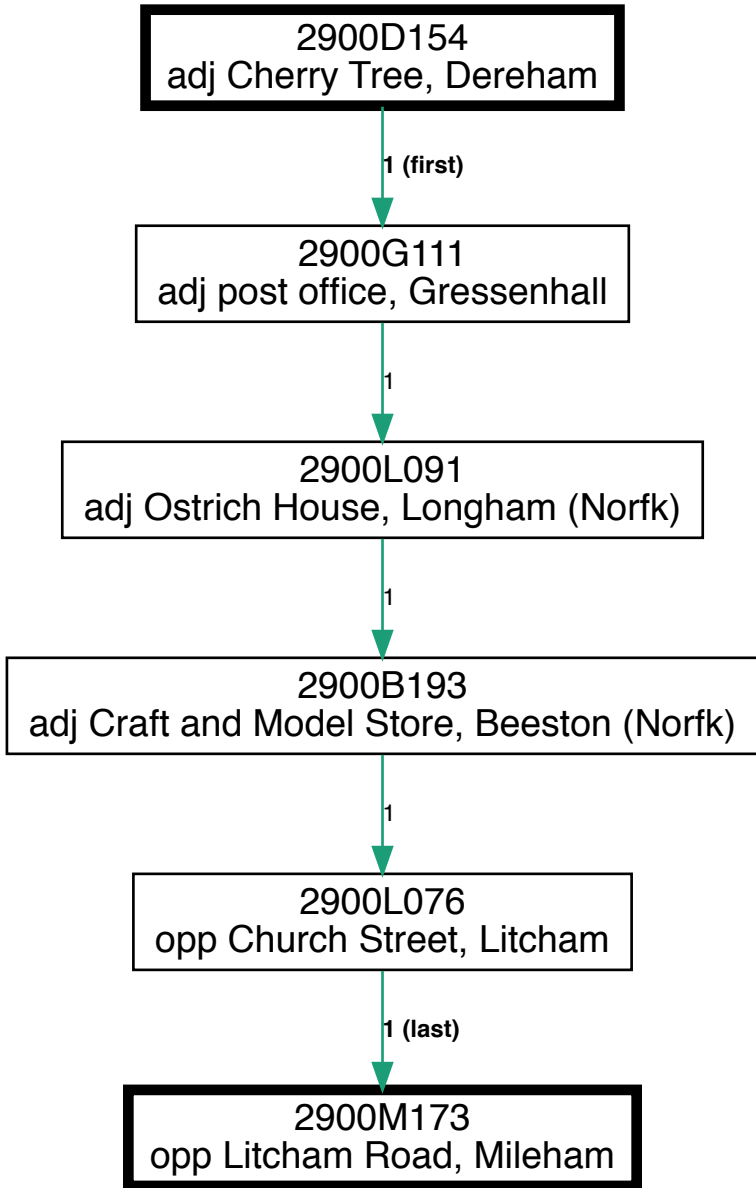 2900D154
adj Cherry Tree, Dereham
1 (first)
2900G111
adj post office, Gressenhall
1
2900L091
adj Ostrich House, Longham (Norfk)
1
2900B193
adj Craft and Model Store, Beeston (Norfk)
1
2900L076
opp Church Street, Litcham
1 (last)
2900M173
opp Litcham Road, Mileham